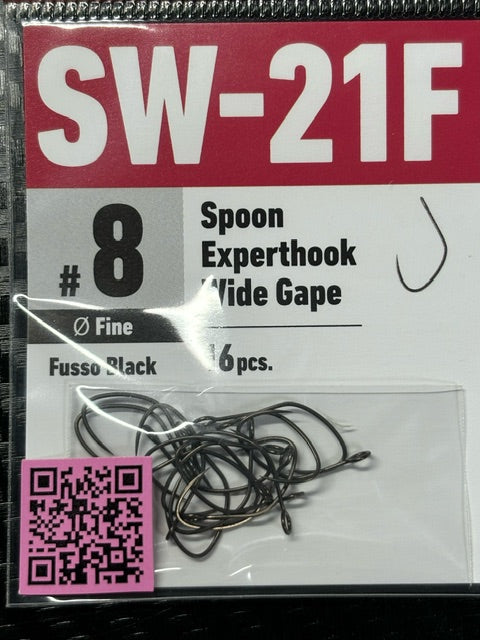 SW-21F
#8
Spoon
Experthook
Wide Gape
Ø Fine
Fusso Black
16 pcs.